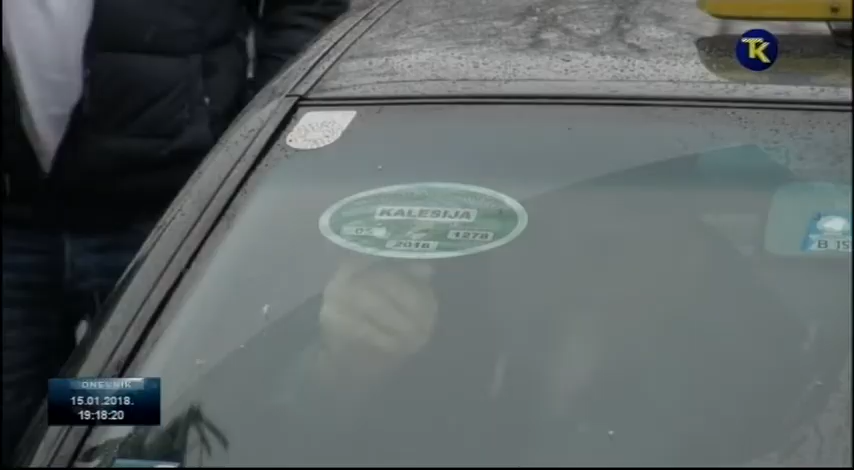 TK
KALESIJA
1278
2016
DNEVNIK
15.01.2018.
19:18:20